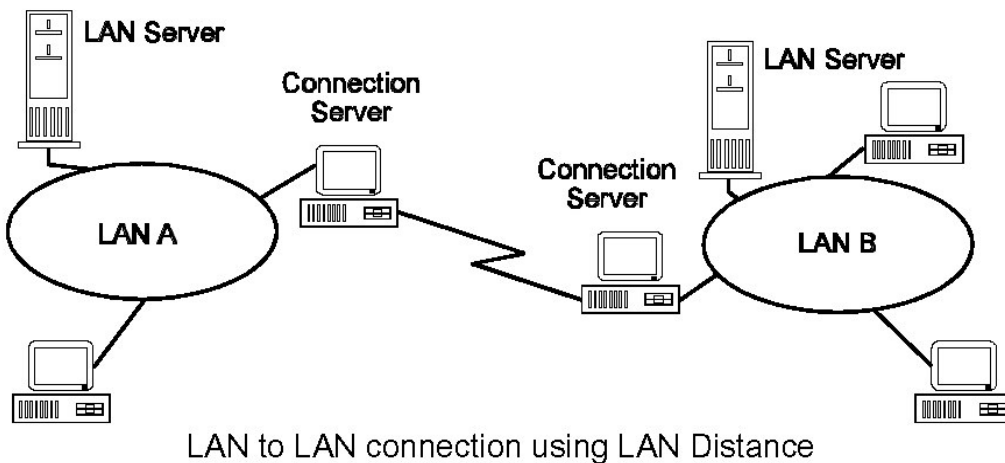 LAN Server
Connection
Server
LAN A
LAN Server
Connection
Server
LAN B
LAN to LAN connection using LAN Distance